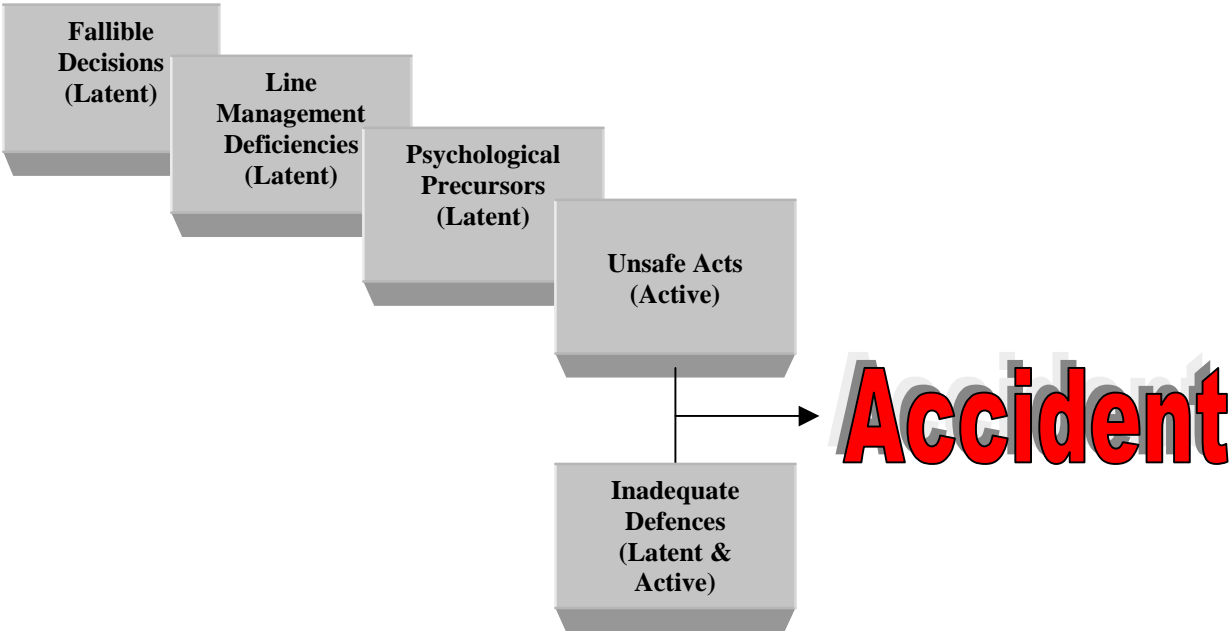 Fallible
Decisions
(Latent)
Line
Management
Deficiencies
(Latent)
Psychological
Precursors
(Latent)
Unsafe Acts
(Active)
Accident
Inadequate
Defences
(Latent &
Active)